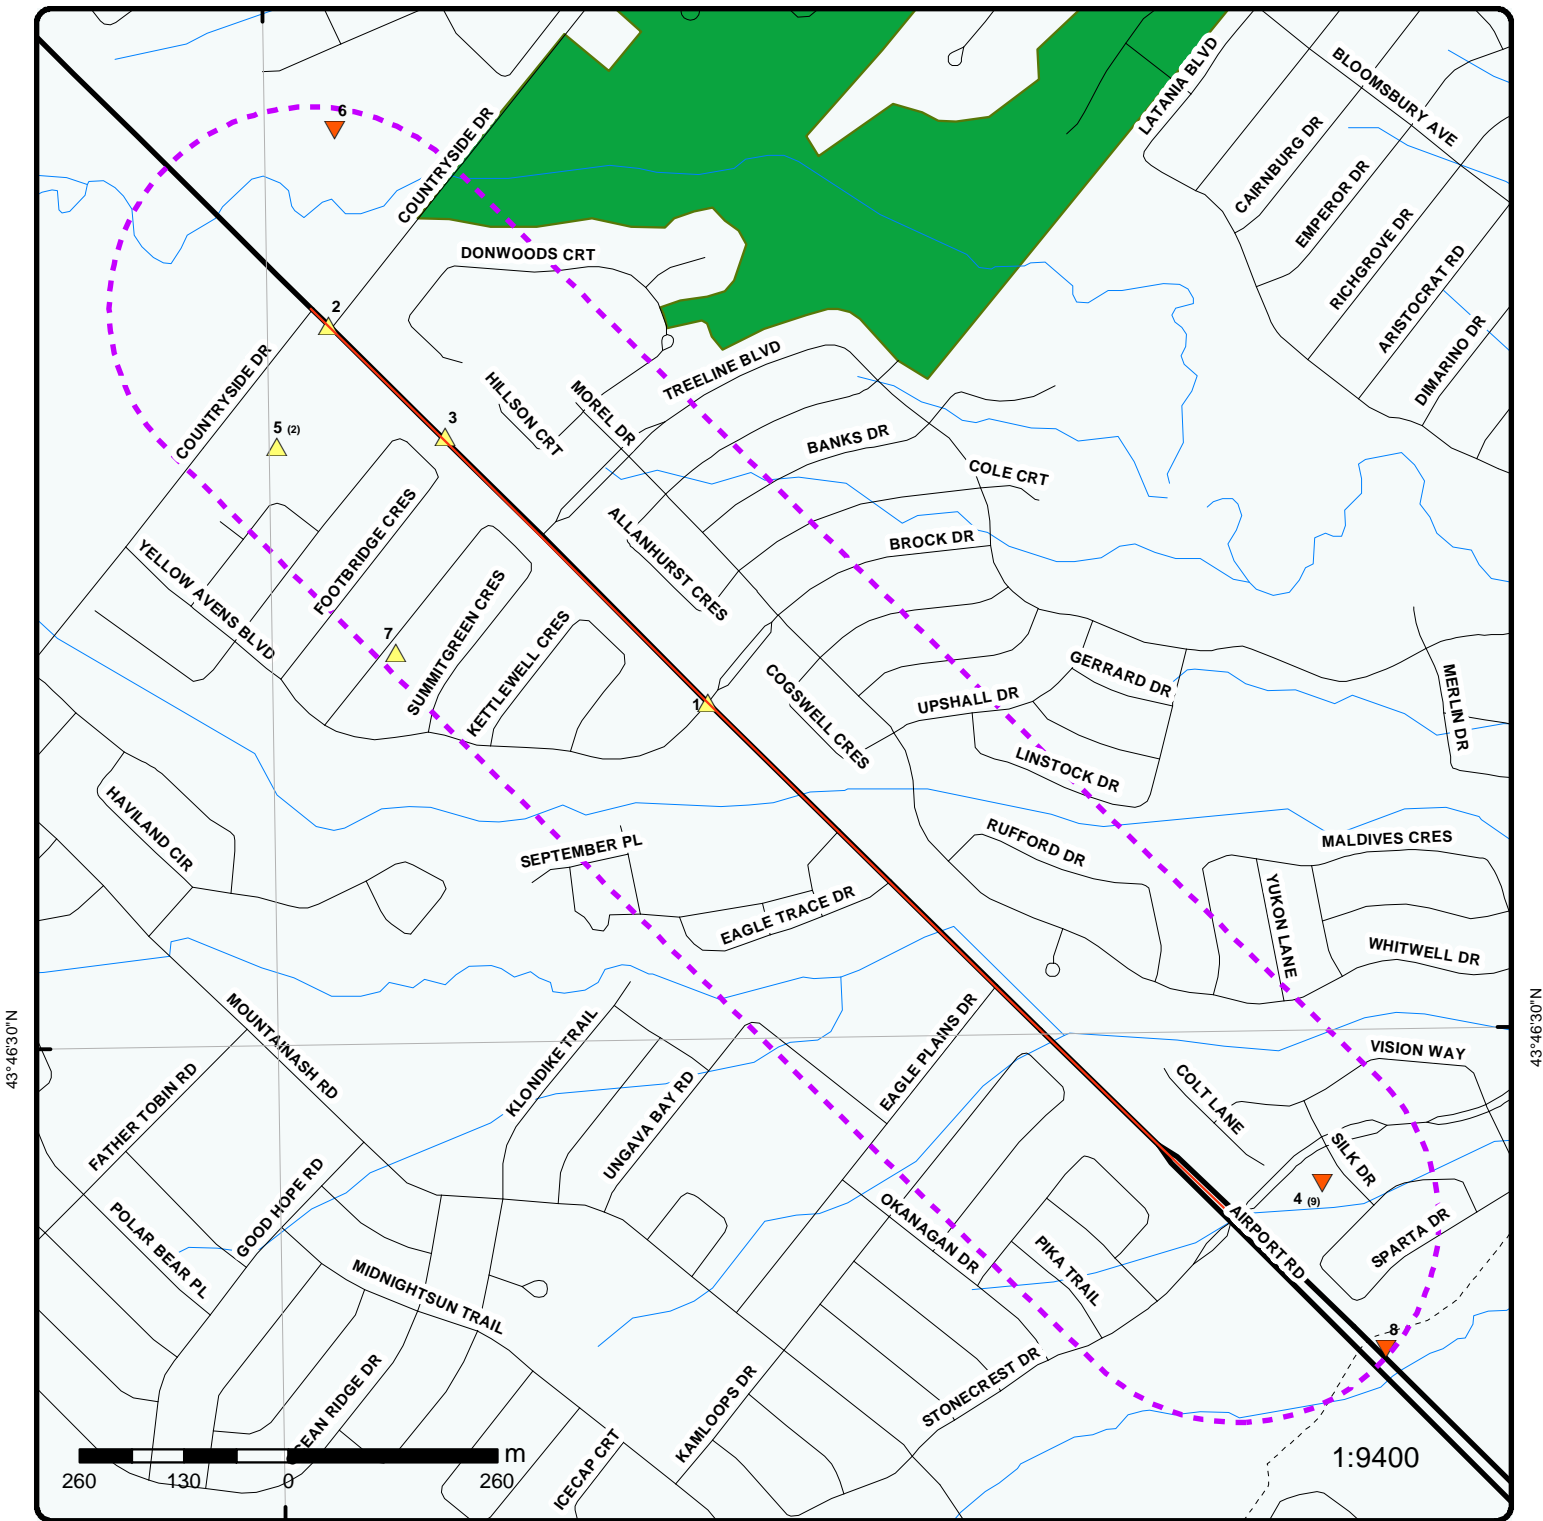 6
COUNTRYSIDE DR
LATANIA BLVD
BLOOMSBURY AVE
CAIRNBURG DR
EMPEROR DR
RICHGROVE DR
ARISTOCRAT RD
DIMARINO DR
DONWOODS CRT
2
COUNTRYSIDE DR
TREELINE BLVD
HILLSON CRT
MOREL DR
3
5 (2)
BANKS DR
COLE CRT
FOOTBRIDGE CRES
ALLANHURST CRES
BROCK DR
YELLOW AVENS BLVD
SUMMITGREEN CRES
KETTLEWELL CRES
7
1
COGSWELL CRES
GERRARD DR
UPSHALL DR
MERLIN DR
LINSTOCK DR
HAVILAND CIR
SEPTEMBER PL
RUFFORD DR
MALDIVES CRES
YUKON LANE
EAGLE TRACE DR
WHITWELL DR
MOUNTAINASH RD
KLONDIKE TRAIL
EAGLE PLAINS DR
43°46'30"N
43°46'30"N
VISION WAY
FATHER TOBIN RD
UNGAVA BAY RD
COLT LANE
SILK DR
4 (9)
GOOD HOPE RD
POLAR BEAR PL
OKANAGAN DR
PIKA TRAIL
AIRPORT RD
SPARTA DR
MIDNIGHTSUN TRAIL
8
STONECREST DR
KAMLOOPS DR
ICECAP CRT
m
260 130 0 260
1:9400